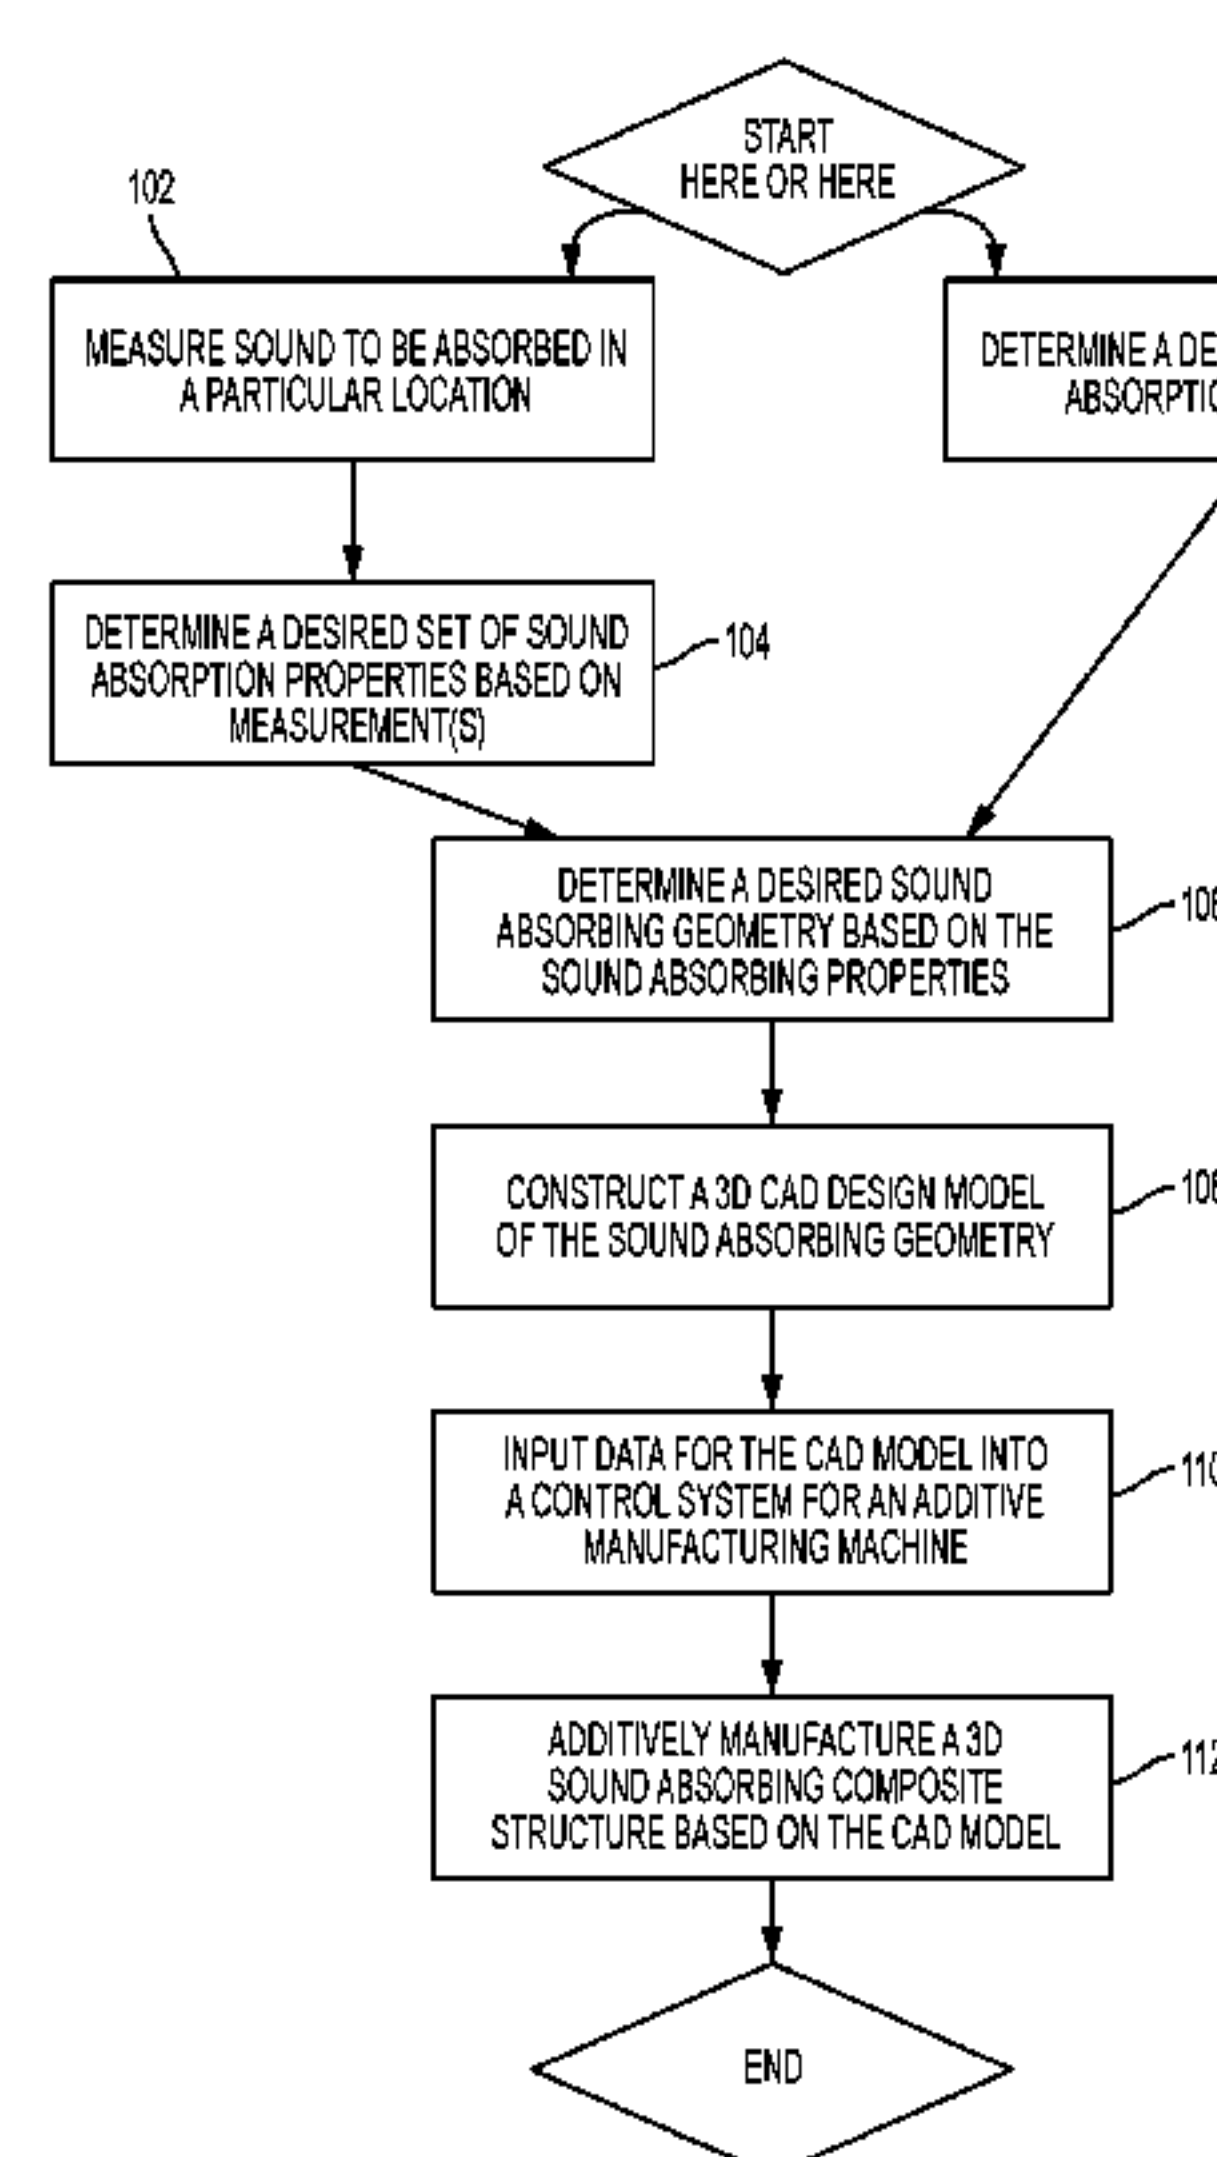 START
HERE OR HERE
102
MEASURE SOUND TO BE ABSORBED IN
A PARTICULAR LOCATION
DETERMINE A
DETERMINE A DESIRED SET OF SOUND
ABSORPTION PROPERTIES BASED ON
MEASUREMENT(S)
104
DETERMINE A DESIRED SOUND
ABSORBING GEOMETRY BASED ON THE
SOUND ABSORBING PROPERTIES
CONSTRUCT A 3D CAD DESIGN MODEL
OF THE SOUND ABSORBING GEOMETRY
INPUT DATA FOR THE CAD MODEL INTO
A CONTROL SYSTEM FOR AN ADDITIVE
MANUFACTURING MACHINE
110
ADDITIVELY MANUFACTURE A 3D
SOUND ABSORBING COMPOSITE
STRUCTURE BASED ON THE CAD MODEL
112
END